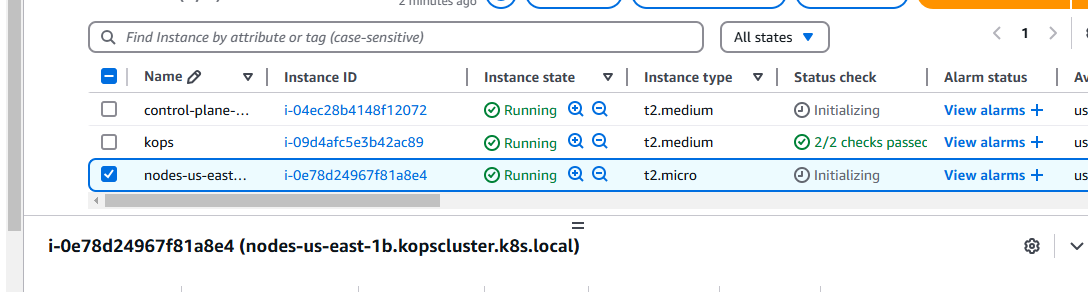 2 minutes ago
Find Instance by attribute or tag (case-sensitive)
All states
1
Name Instance ID Instance state Instance type Status check Alarm status
control-plane-... i-04ec28b4148f12072 Running t2.medium Initializing View alarms + us
kops i-09d4afc5e3b42ac89 Running t2.medium 2/2 checks passec View alarms + us
nodes-us-east... i-0e78d24967f81a8e4 Running t2.micro Initializing View alarms + us
i-0e78d24967f81a8e4 (nodes-us-east-1b.kopscluster.k8s.local)